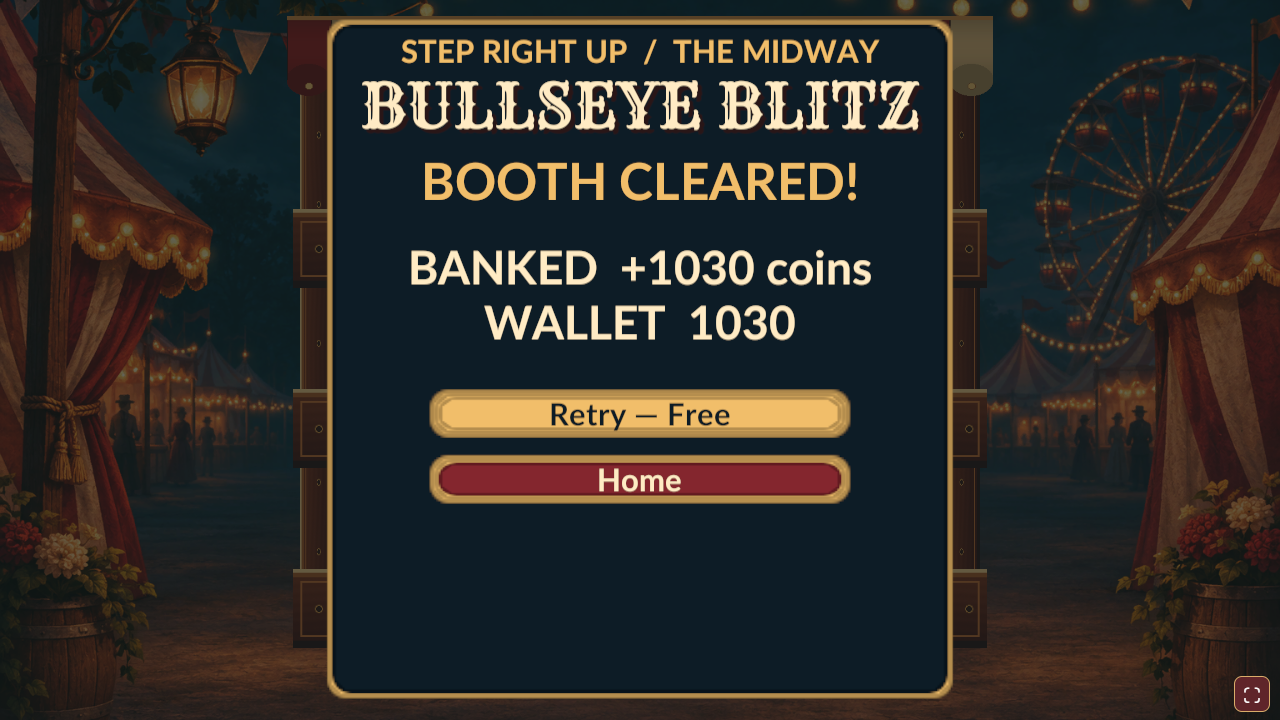 STEP RIGHT UP / THE MIDWAY
BULLSEYE BLITZ
BOOTH CLEARED!
BANKED +1030 coins
WALLET 1030
Retry — Free
Home